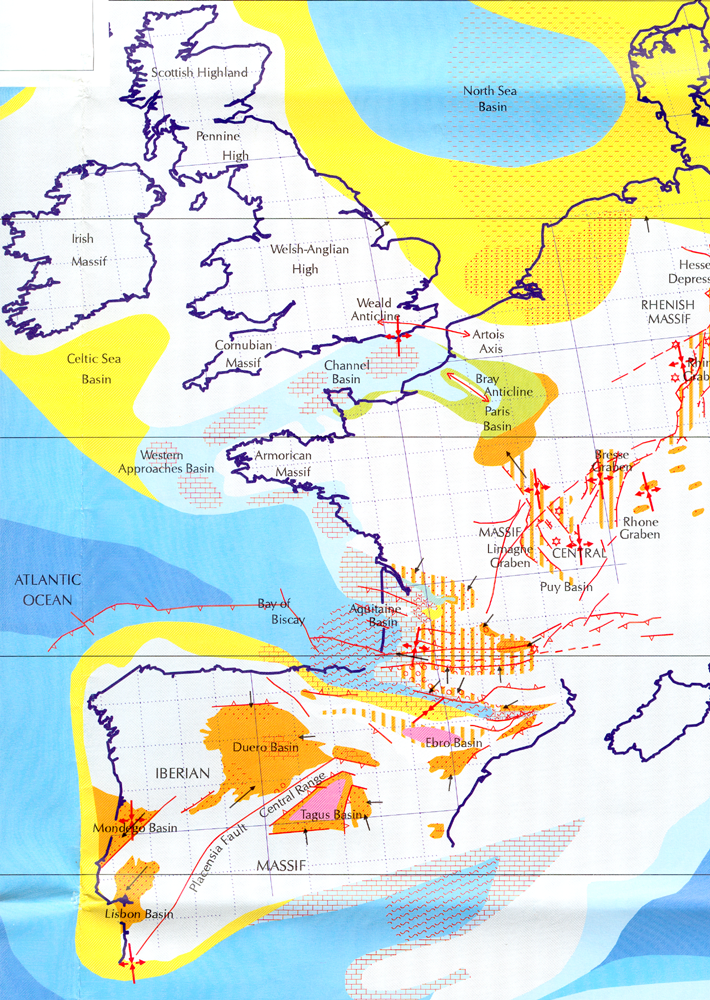 Scottish Highland
North Sea
Basin
Pennine
High
Irish
Massif
Welsh-Anglian
High
Hesse
Depress
RHENISH
MASSIF
Weald
Anticline
Artois
Axis
Cornubian
Massif
Celtic Sea
Basin
Channel
Basin
Bray
Anticline
Paris
Basin
Western
Approaches Basin
Armorican
Massif
Bresse
Graben
Rhone
Graben
MASSIF
CENTRAL
Limagne
Graben
Puy Basin
ATLANTIC
OCEAN
Bay of
Biscay
Aquitaine
Basin
Duero Basin
Ebro Basin
IBERIAN
Central Range
Tagus Basin
Mondego Basin
Placensia Fault
MASSIF
Lisbon Basin